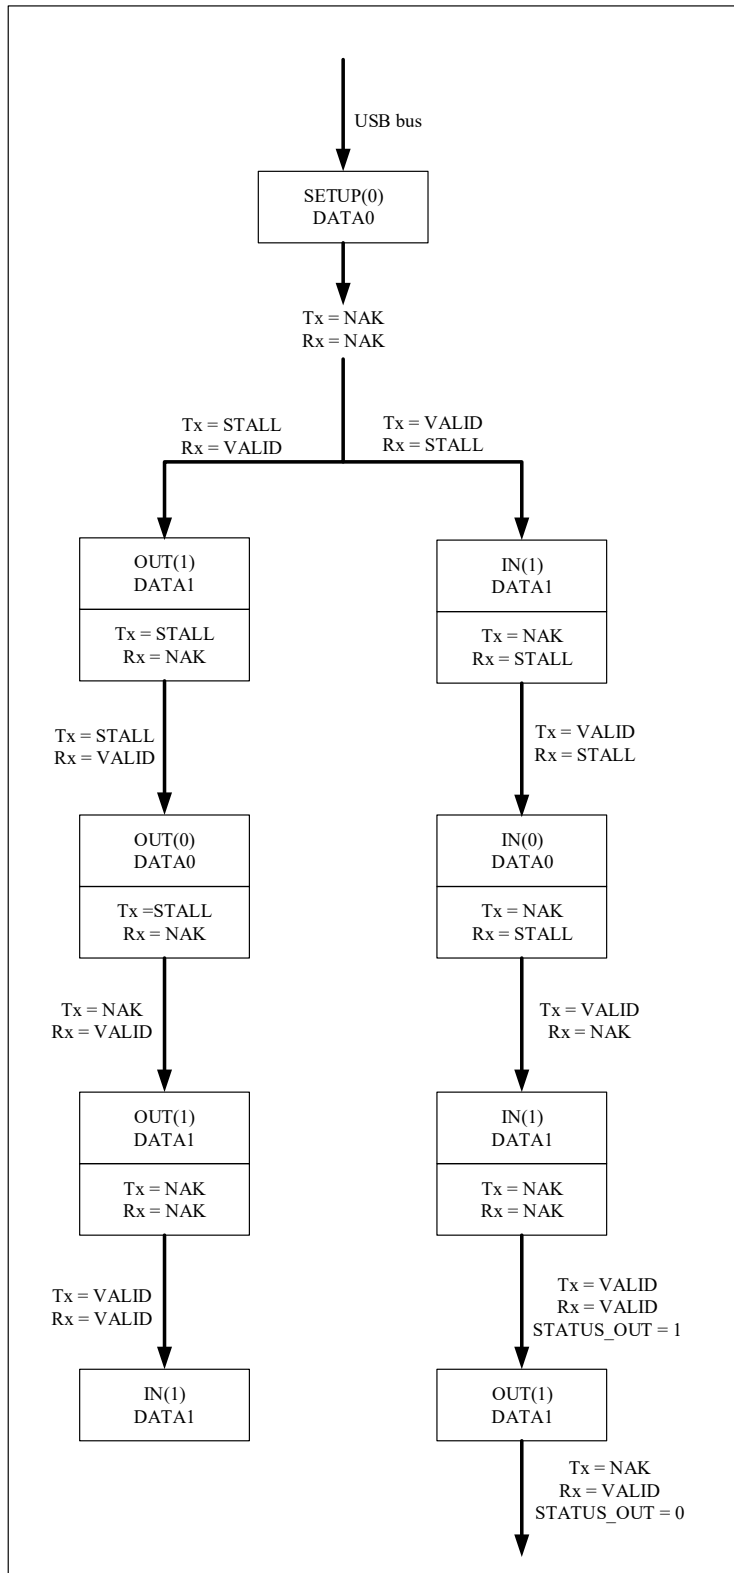 USB bus
SETUP(0)
DATA0
Tx = NAK
Rx = NAK
Tx = STALL
Rx = VALID
Tx = VALID
Rx = STALL
OUT(1)
DATA1
Tx = STALL
Rx = NAK
IN(1)
DATA1
Tx = NAK
Rx = STALL
Tx = STALL
Rx = VALID
Tx = VALID
Rx = STALL
OUT(0)
DATA0
Tx =STALL
Rx = NAK
IN(0)
DATA0
Tx = NAK
Rx = STALL
Tx = NAK
Rx = VALID
Tx = VALID
Rx = NAK
OUT(1)
DATA1
Tx = NAK
Rx = NAK
IN(1)
DATA1
Tx = NAK
Rx = NAK
Tx = VALID
Rx = VALID
Tx = VALID
Rx = VALID
STATUS_OUT = 1
IN(1)
DATA1
OUT(1)
DATA1
Tx = NAK
Rx = VALID
STATUS_OUT = 0